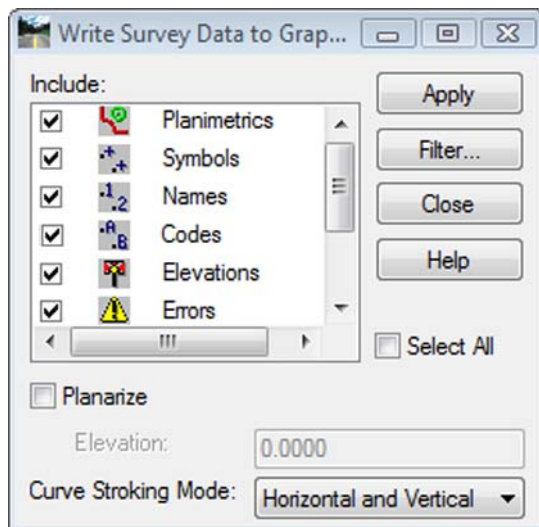 Write Survey Data to Grap...
Include:
Planimetrics
Symbols
Names
Codes
Elevations
Errors
Apply
Filter...
Close
Help
Select All
Planarize
Elevation:
0.0000
Curve Stroking Mode:
Horizontal and Vertical